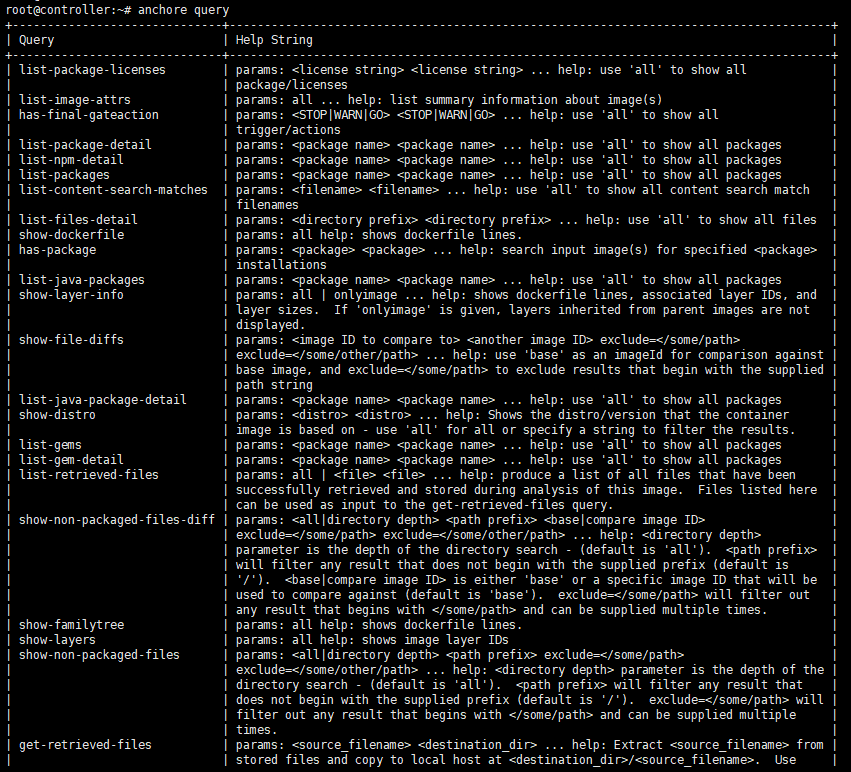 root@controller:~# anchore query
+------------------------------+--------------------------------------------------------------------------------------+
| Query | Help String |
+------------------------------+--------------------------------------------------------------------------------------+
| list-package-licenses | params: <license string> <license string> ... help: use 'all' to show all |
| | package/licenses |
| list-image-attrs | params: all ... help: list summary information about image(s) |
| has-final-gateaction | params: <STOP|WARN|GO> <STOP|WARN|GO> ... help: use 'all' to show all |
| | trigger/actions |
| list-package-detail | params: <package name> <package name> ... help: use 'all' to show all packages |
| list-npm-detail | params: <package name> <package name> ... help: use 'all' to show all packages |
| list-packages | params: <package name> <package name> ... help: use 'all' to show all packages |
| list-content-search-matches | params: <filename> <filename> ... help: use 'all' to show all content search match |
| | filenames |
| list-files-detail | params: <directory prefix> <directory prefix> ... help: use 'all' to show all files |
| show-dockerfile | params: all help: shows dockerfile lines. |
| has-package | params: <package> <package> ... help: search input image(s) for specified <package> |
| | installations |
| list-java-packages | params: <package name> <package name> ... help: use 'all' to show all packages |
| show-layer-info | params: all | onlyimage ... help: shows dockerfile lines, associated layer IDs, and |
| | layer sizes.  If 'onlyimage' is given, layers inherited from parent images are not |
| | displayed. |
| show-file-diffs | params: <image ID to compare to> <another image ID> exclude=</some/path> |
| | exclude=</some/other/path> ... help: use 'base' as an imageId for comparison against |
| | base image, and exclude=</some/path> to exclude results that begin with the supplied |
| | path string |
| list-java-package-detail | params: <package name> <package name> ... help: use 'all' to show all packages |
| show-distro | params: <distro> <distro> ... help: Shows the distro/version that the container |
| | image is based on - use 'all' for all or specify a string to filter the results. |
| list-gems | params: <package name> <package name> ... help: use 'all' to show all packages |
| list-gem-detail | params: <package name> <package name> ... help: use 'all' to show all packages |
| list-retrieved-files | params: all | <file> <file> ... help: produce a list of all files that have been |
| | successfully retrieved and stored during analysis of this image.  Files listed here |
| | can be used as input to the get-retrieved-files query. |
| show-non-packaged-files-diff | params: <all|directory depth> <path prefix> <base|compare image ID> |
| | exclude=</some/path> exclude=</some/other/path> ... help: <directory depth> |
| | parameter is the depth of the directory search - (default is 'all').  <path prefix> |
| | will filter any result that does not begin with the supplied prefix (default is |
| | '/').  <base|compare image ID> is either 'base' or a specific image ID that will be |
| | used to compare against (default is 'base').  exclude=</some/path> will filter out |
| | any result that begins with </some/path> and can be supplied multiple times. |
| show-familytree | params: all help: shows dockerfile lines. |
| show-layers | params: all help: shows image layer IDs |
| show-non-packaged-files | params: <all|directory depth> <path prefix> exclude=</some/path> |
| | exclude=</some/other/path> ... help: <directory depth> parameter is the depth of the |
| | directory search - (default is 'all').  <path prefix> will filter any result that |
| | does not begin with the supplied prefix (default is '/').  exclude=</some/path> will |
| | filter out any result that begins with </some/path> and can be supplied multiple |
| | times. |
| get-retrieved-files | params: <source_filename> <destination_dir> ... help: Extract <source_filename> from |
| | stored files and copy to local host at <destination_dir>/<source_filename>.  Use |